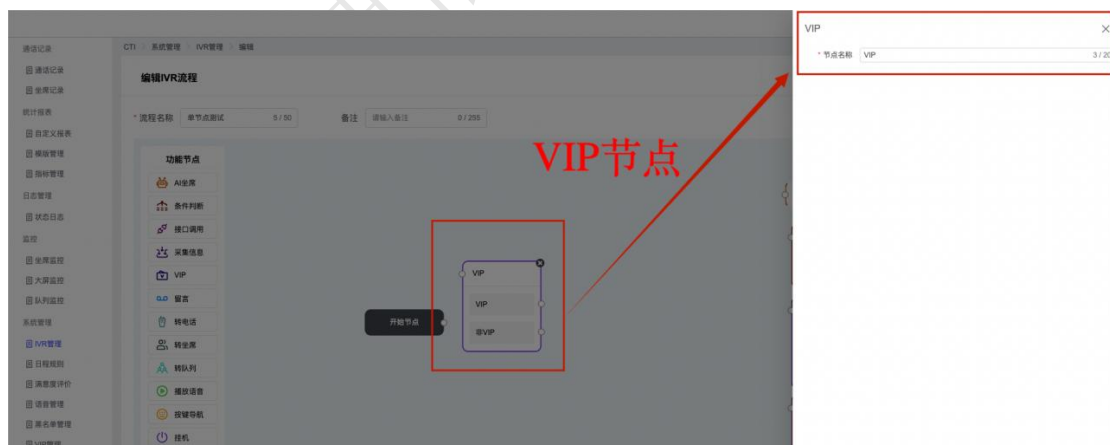 通话记录
通话记录
坐席记录
统计报表
自定义报表
模版管理
指标管理
日志管理
状态日志
监控
坐席监控
大屏监控
队列监控
系统管理
IVR管理
日程规则
满意度评价
语音管理
黑名单管理
VIP管理
CTI 系统管理 IVR管理 编辑
编辑IVR流程
* 流程名称 单节点测试 5 / 50 备注 请输入备注 0 / 255
功能节点
AI坐席
条件判断
接口调用
采集信息
VIP
留言
转电话
转坐席
转队列
播放语音
按键导航
挂机
开始节点
VIP
VIP
非VIP
VIP节点
VIP
* 节点名称 VIP 3 / 20